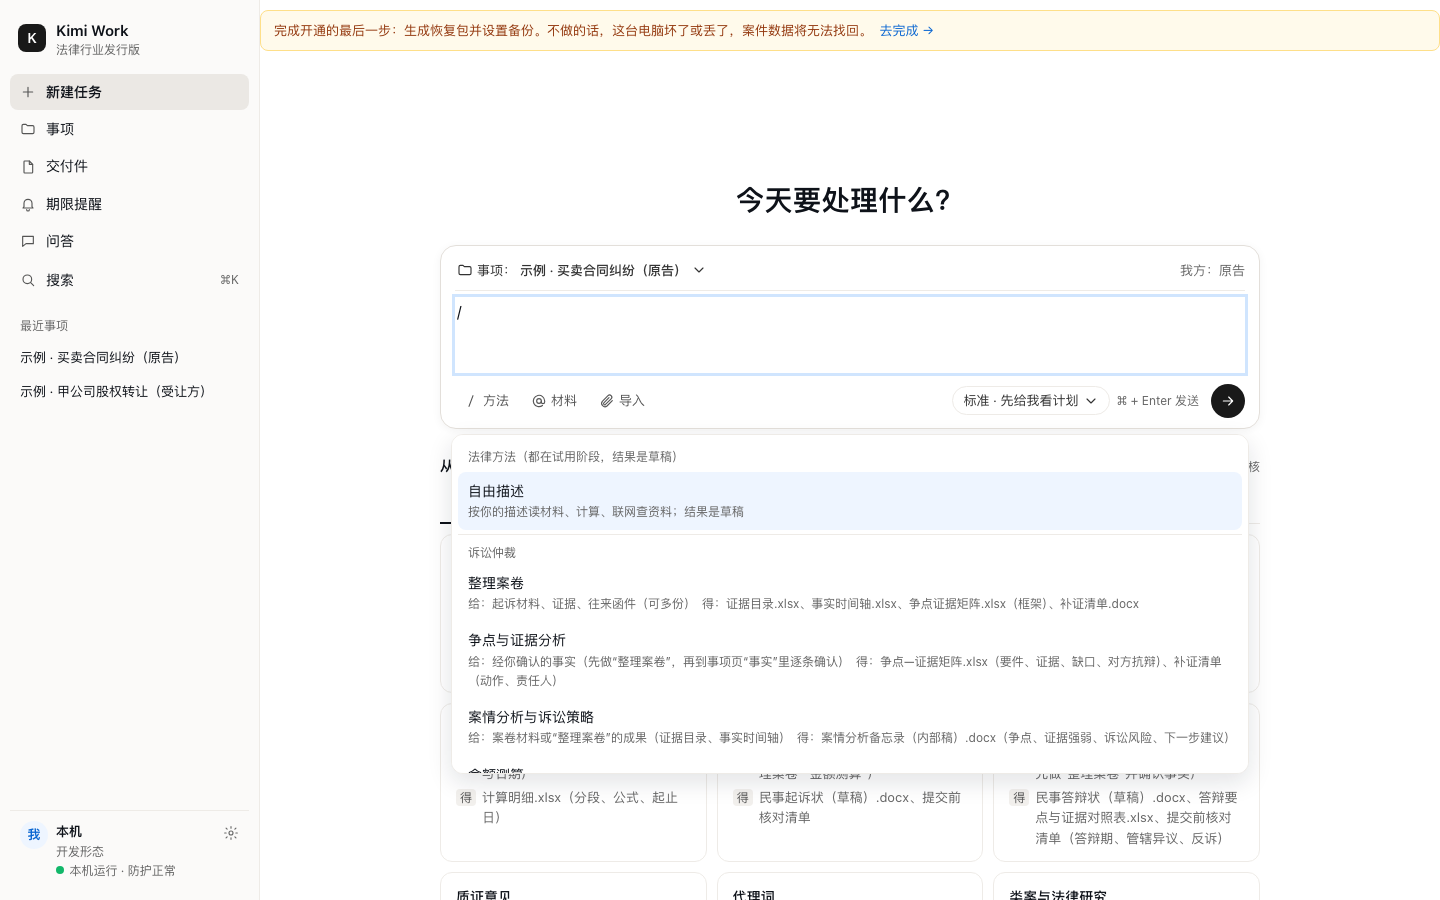 K
Kimi Work
法律行业发行版
新建任务
事项
交付件
期限提醒
问答
搜索 ⌘K
最近事项
示例 · 买卖合同纠纷（原告）
示例 · 甲公司股权转让（受让方）
我
本机
开发形态
本机运行 · 防护正常
完成开通的最后一步：生成恢复包并设置备份。不做的话，这台电脑坏了或丢了，案件数据将无法找回。 去完成 →
今天要处理什么？
事项： 示例 · 买卖合同纠纷（原告） 我方：原告
/
/ 方法 材料 导入 标准 · 先给我看计划 ⌘ + Enter 发送
从 核
法律方法（都在试用阶段，结果是草稿）
自由描述
按你的描述读材料、计算、联网查资料；结果是草稿
诉讼仲裁
整理案卷
给：起诉材料、证据、往来函件（可多份） 得：证据目录.xlsx、事实时间轴.xlsx、争点证据矩阵.xlsx（框架）、补证清单.docx
争点与证据分析
给：经你确认的事实（先做“整理案卷”，再到事项页“事实”里逐条确认） 得：争点—证据矩阵.xlsx（要件、证据、缺口、对方抗辩）、补证清单
（动作、责任人）
案情分析与诉讼策略
给：案卷材料或“整理案卷”的成果（证据目录、事实时间轴） 得：案情分析备忘录（内部稿）.docx（争点、证据强弱、诉讼风险、下一步建议）
得 计算明细.xlsx（分段、公式、起止
日）
得 民事起诉状（草稿）.docx、提交前
核对清单
得 民事答辩状（草稿）.docx、答辩要
点与证据对照表.xlsx、提交前核对
清单（答辩期、管辖异议、反诉）
质证意见
代理词
类案与法律研究